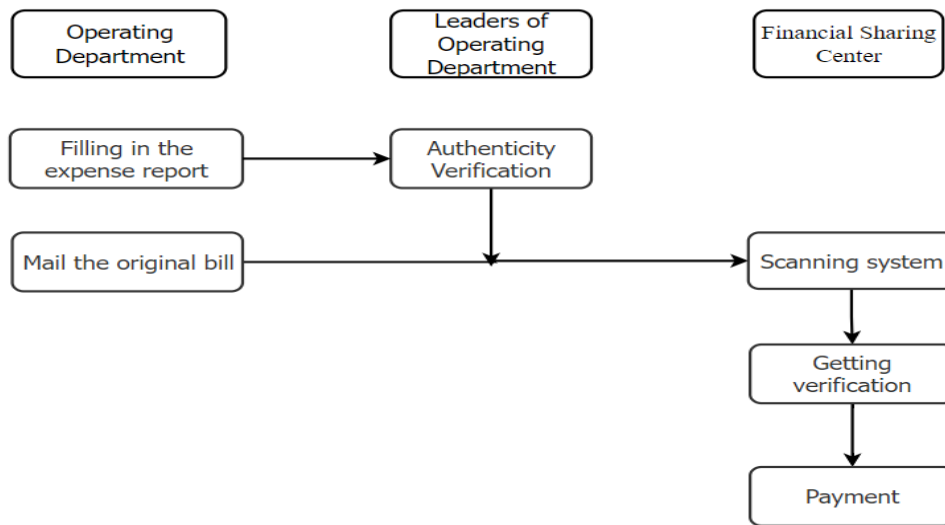 Operating
Department
Leaders of
Operating
Department
Financial Sharing
Center
Filling in the
expense report
Authenticity
Verification
Mail the original bill
Scanning system
Getting
verification
Payment